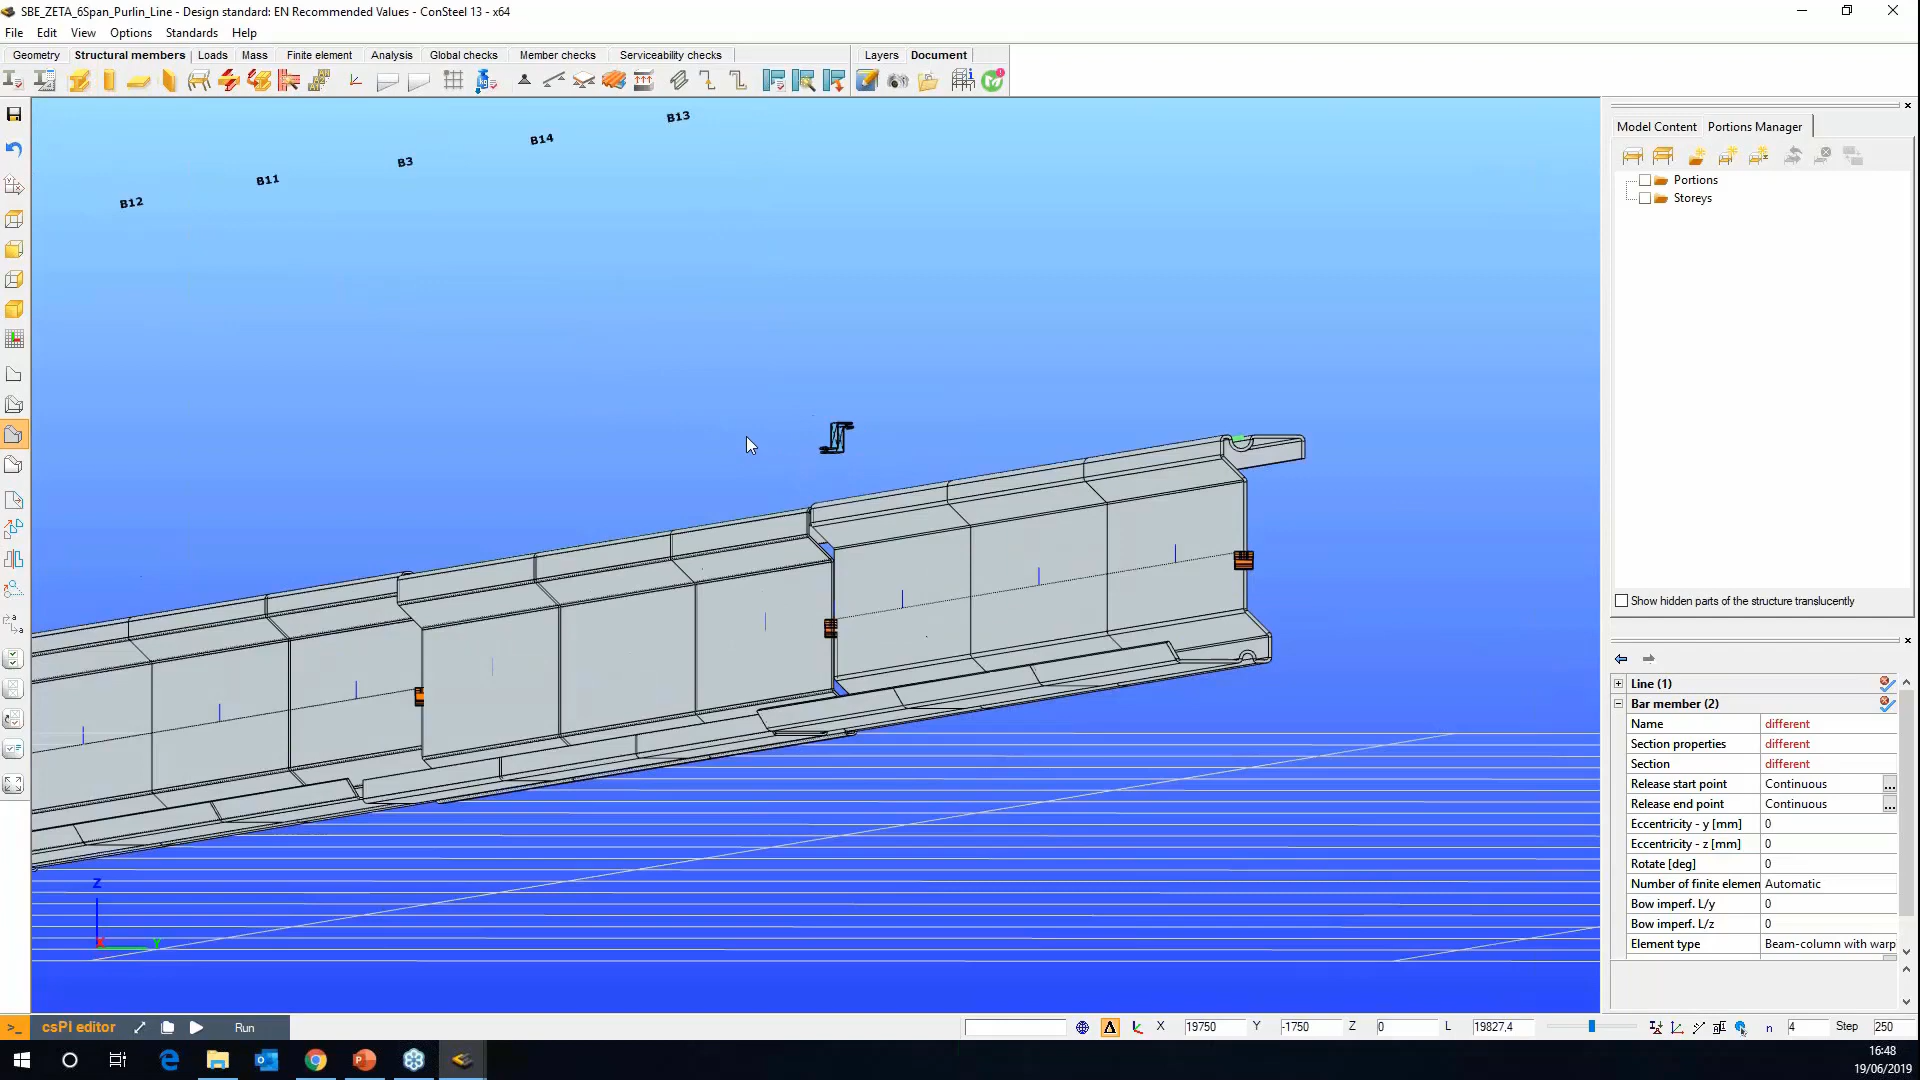 SBE_ZETA_6Span_Purlin_Line - Design standard: EN Recommended Values - ConSteel 13 - x64
File Edit View Options Standards Help
Geometry Structural members Loads Mass Finite element Analysis Global checks Member checks Serviceability checks Layers Document
B13
B14
B3
B11
B12
Model Content Portions Manager
Portions
Storeys
Show hidden parts of the structure translucently
Line (1)
Bar member (2)
Name different
Section properties different
Section different
Release start point Continuous ...
Release end point Continuous ...
Eccentricity - y [mm] 0
Eccentricity - z [mm] 0
Rotate [deg] 0
Number of finite elemen Automatic
Bow imperf. L/y 0
Bow imperf. L/z 0
Element type Beam-column with warp
Z
X Y
>_ csPI editor Run
X 19750 Y -1750 Z 0 L 19827,4 n 4 Step 250
16:48
19/06/2019